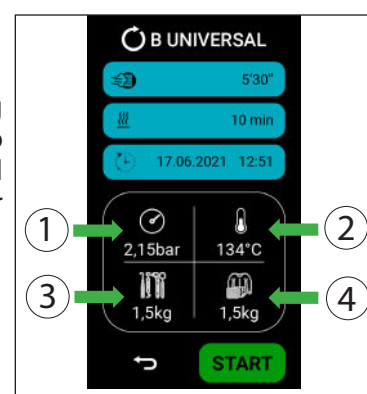 B UNIVERSAL
5'30"
10 min
17.06.2021 12:51
1
2
2,15bar
134°C
3
4
1,5kg
1,5kg
START